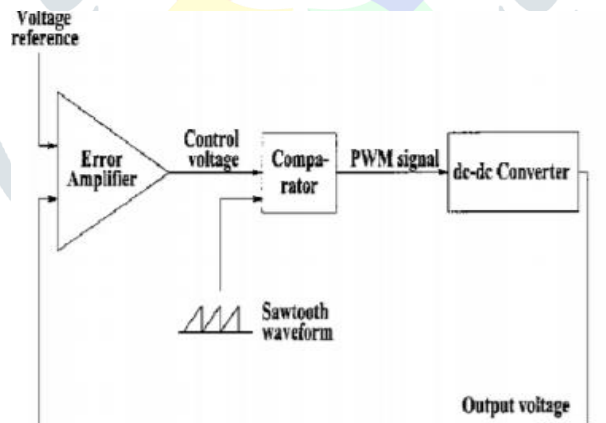 Voltage
reference
Error
Amplifier
Control
voltage
Compa-
rator
PWM signal
dc-dc Converter
Sawtooth
waveform
Output voltage